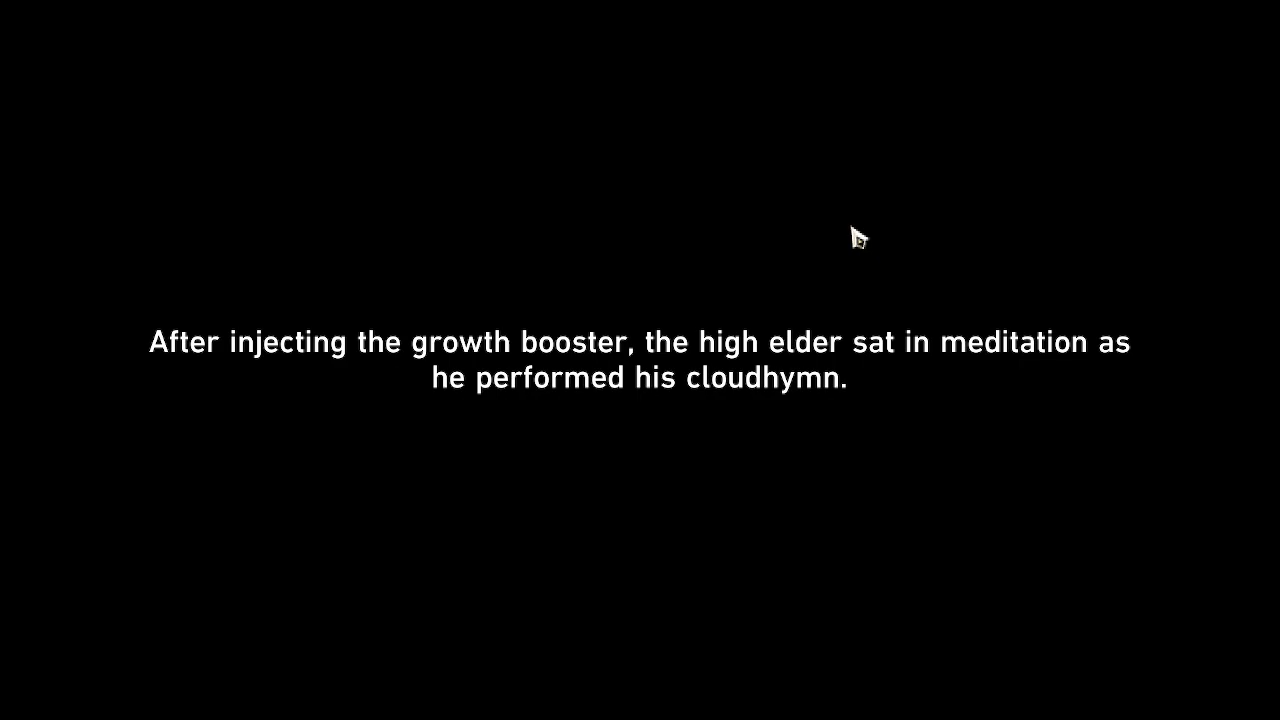 After injecting the growth booster, the high elder sat in meditation as
he performed his cloudhymn.